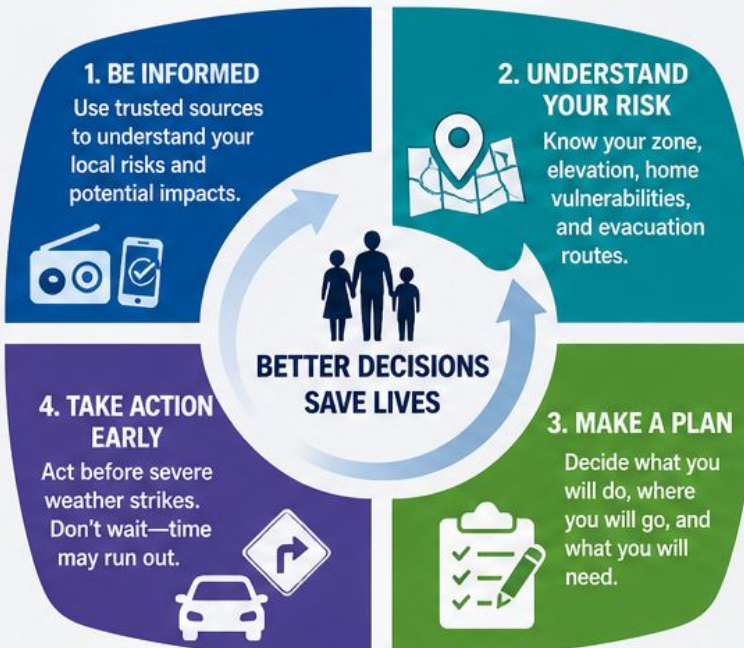 1. BE INFORMED
Use trusted sources
to understand your
local risks and
potential impacts.
2. UNDERSTAND
YOUR RISK
Know your zone,
elevation, home
vulnerabilities,
and evacuation
routes.
BETTER DECISIONS
SAVE LIVES
3. MAKE A PLAN
Decide what you
will do, where
you will go, and
what you will
need.
4. TAKE ACTION
EARLY
Act before severe
weather strikes.
Don't wait—time
may run out.